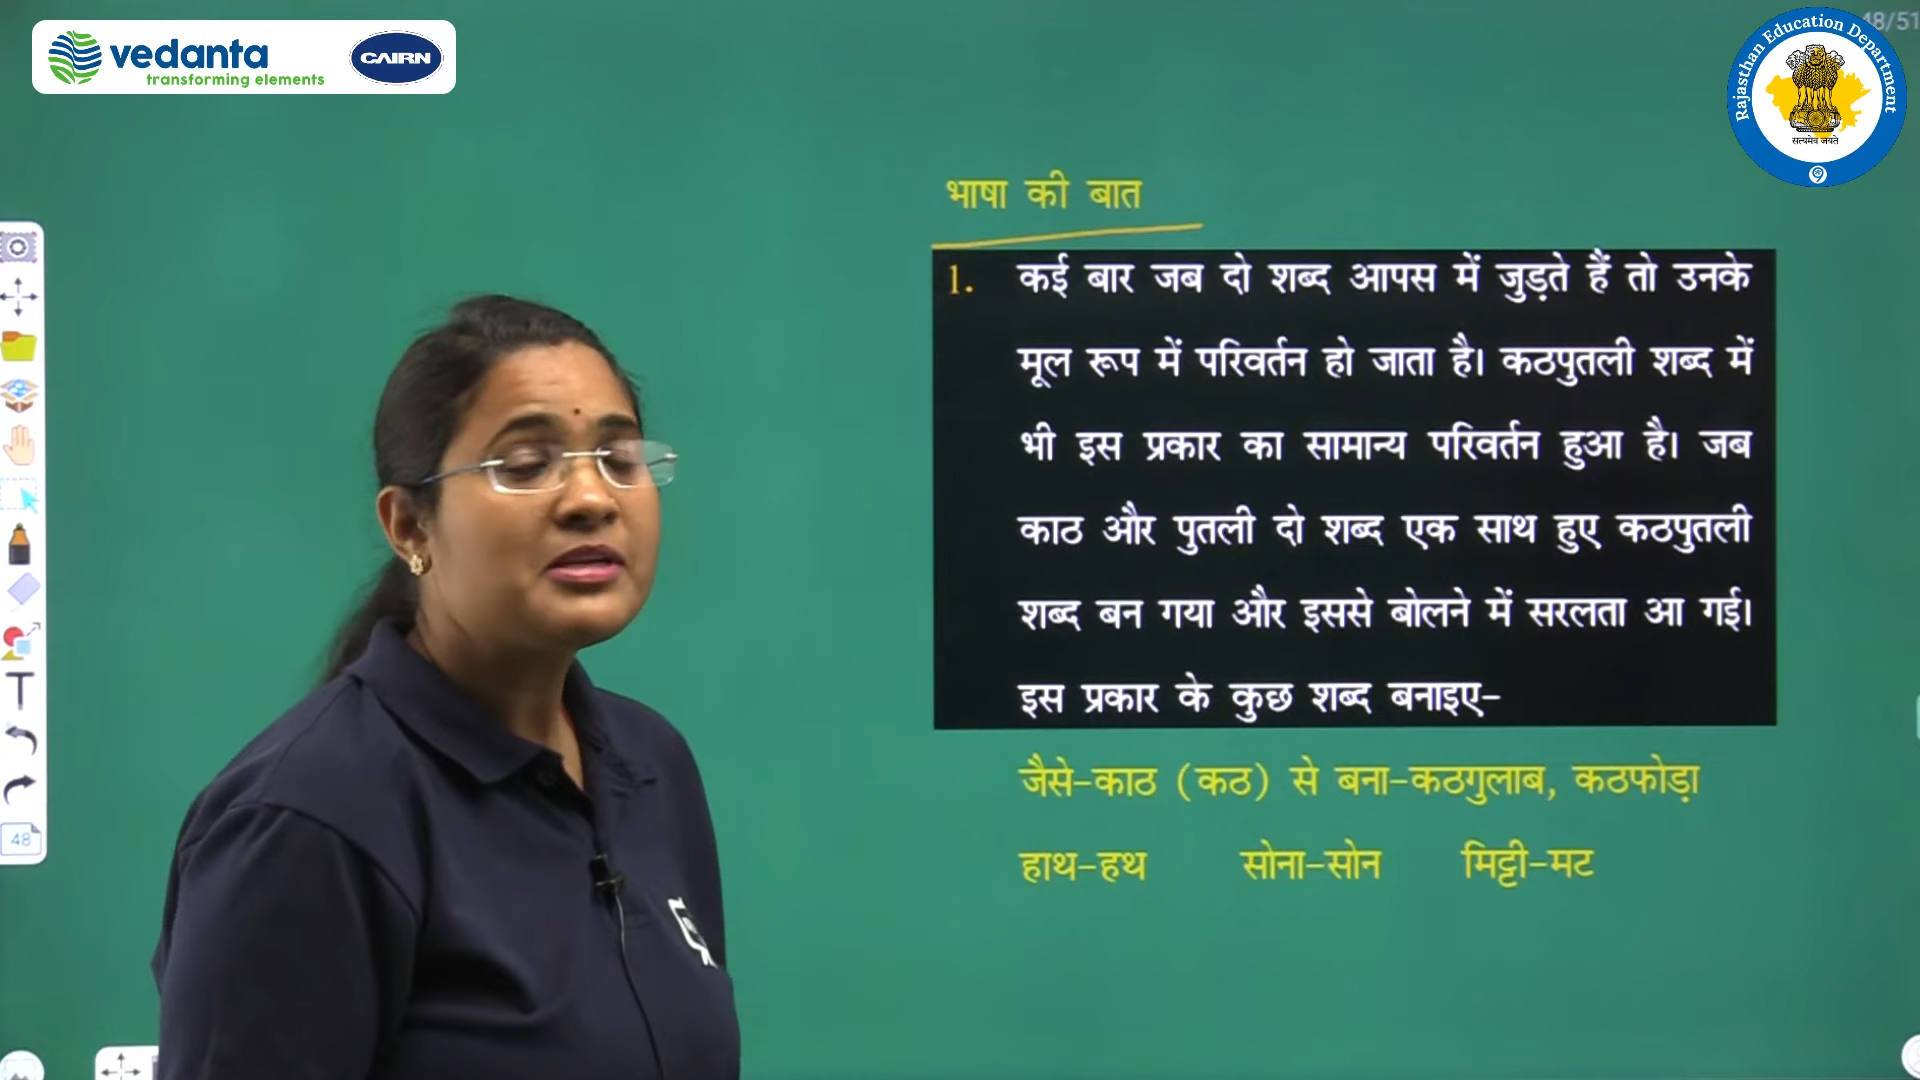 vedanta
transforming elements
CAIRN
48/51
Rajasthan Education Department
सत्यमेव जयते
भाषा की बात
1. कई बार जब दो शब्द आपस में जुड़ते हैं तो उनके
मूल रूप में परिवर्तन हो जाता है। कठपुतली शब्द में
भी इस प्रकार का सामान्य परिवर्तन हुआ है। जब
काठ और पुतली दो शब्द एक साथ हुए कठपुतली
शब्द बन गया और इससे बोलने में सरलता आ गई।
इस प्रकार के कुछ शब्द बनाइए-
जैसे-काठ (कठ) से बना-कठगुलाब, कठफोड़ा
हाथ-हथ सोना-सोन मिट्टी-मट
T
48